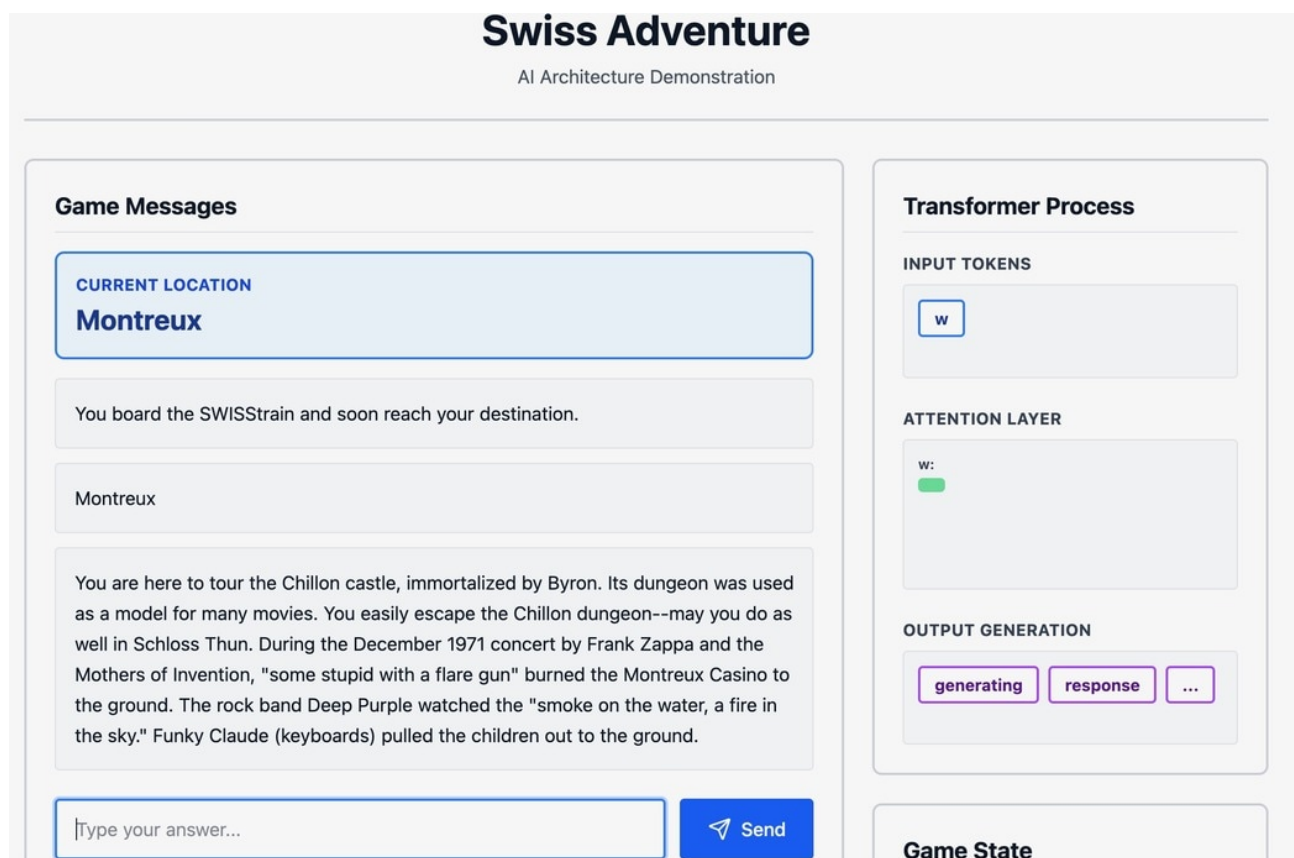 Swiss Adventure
AI Architecture Demonstration
Game Messages
CURRENT LOCATION
Montreux
You board the SWISStrain and soon reach your destination.
Montreux
You are here to tour the Chillon castle, immortalized by Byron. Its dungeon was used
as a model for many movies. You easily escape the Chillon dungeon--may you do as
well in Schloss Thun. During the December 1971 concert by Frank Zappa and the
Mothers of Invention, "some stupid with a flare gun" burned the Montreux Casino to
the ground. The rock band Deep Purple watched the "smoke on the water, a fire in
the sky." Funky Claude (keyboards) pulled the children out to the ground.
Type your answer...
Send
Transformer Process
INPUT TOKENS
w
ATTENTION LAYER
w:
OUTPUT GENERATION
generating response ...
Game State